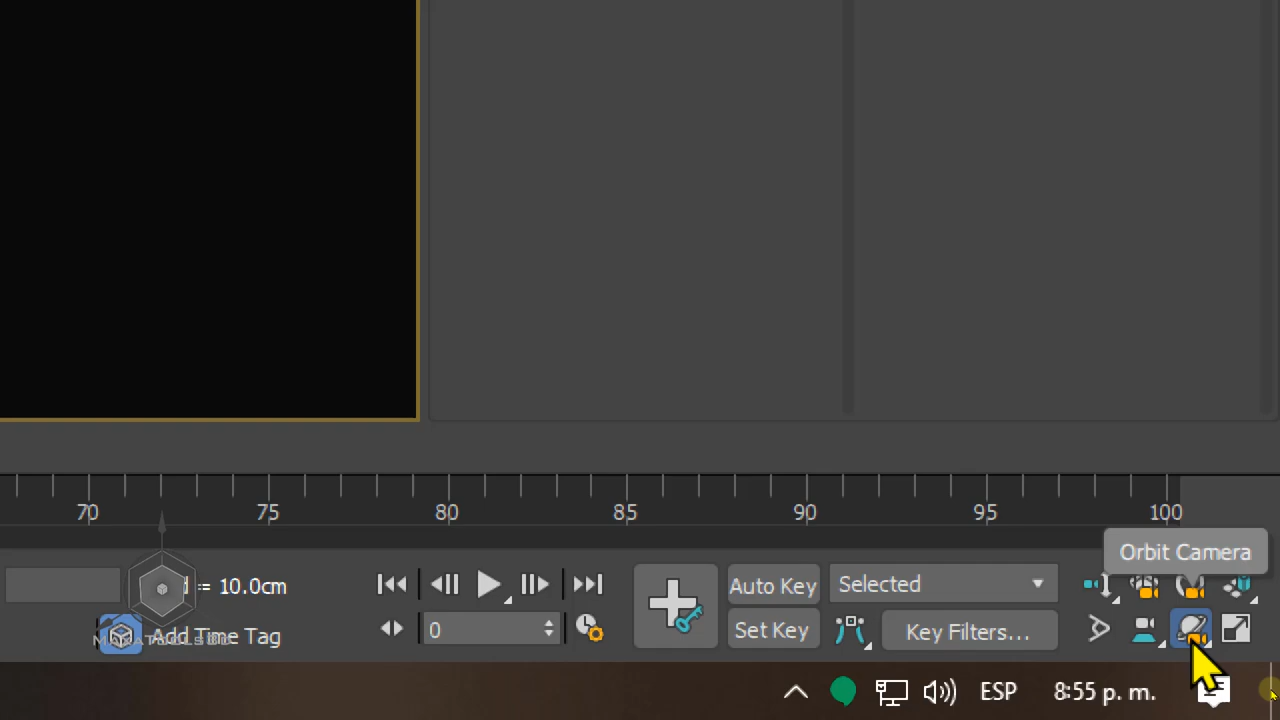 70 75 80 85 90 95 100
Orbit Camera
d = 10.0cm
Auto Key
Selected
0
Set Key
Key Filters...
Add Time Tag
ESP
8:55 p. m.